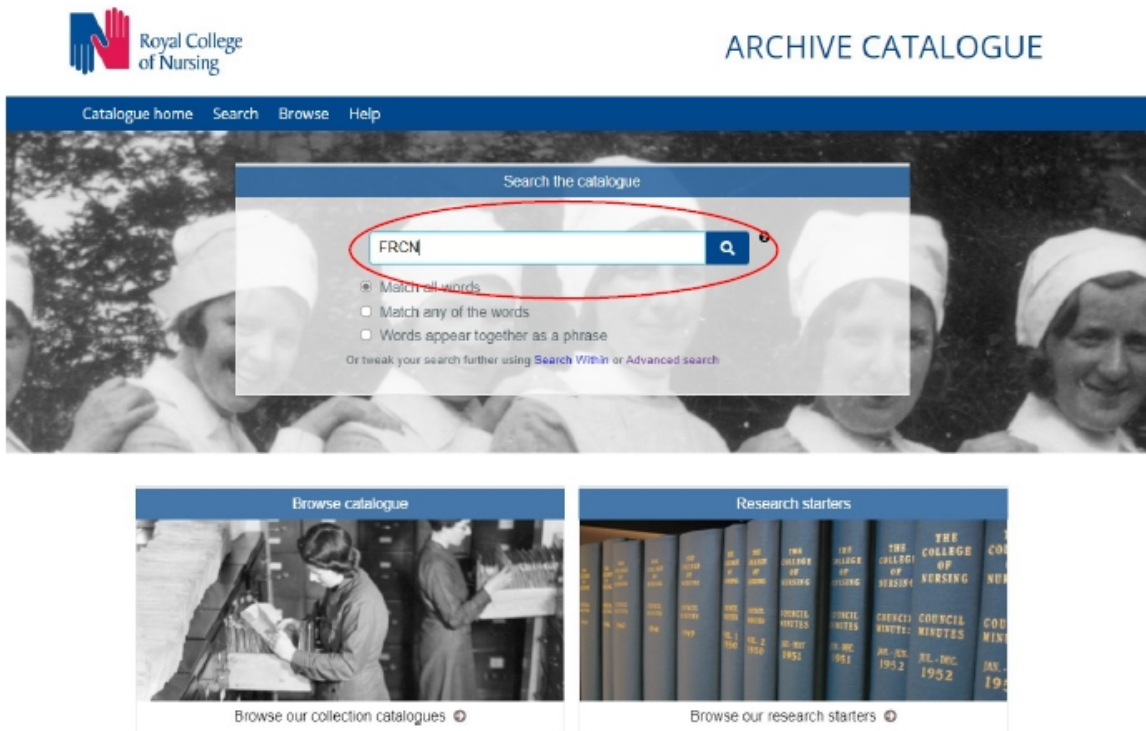 Royal College
of Nursing
ARCHIVE CATALOGUE
Catalogue home Search Browse Help
Search the catalogue
FRCN
Match all words
Match any of the words
Words appear together as a phrase
Or tweak your search further using Search Within or Advanced search
Browse catalogue
Research starters
THE
COLLEGE
OF
NURSING
COUNCIL
MINUTES
JUL.-DEC.
1952
Browse our collection catalogues
Browse our research starters